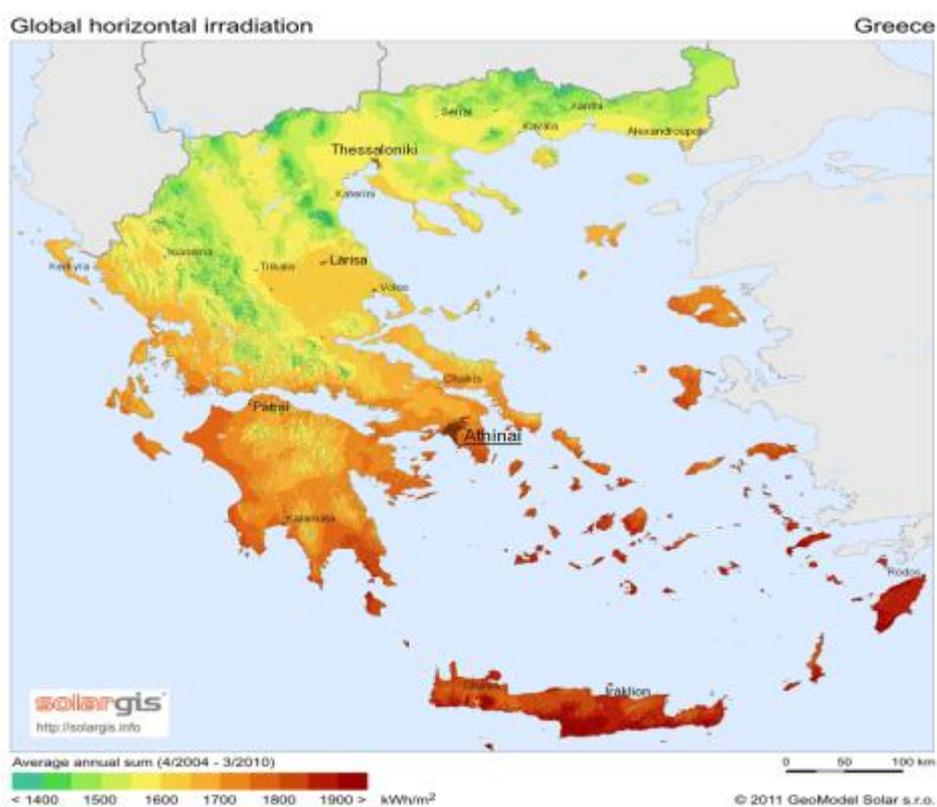 Global horizontal irradiation
Greece
Serrai
Xanthi
Kavala
Alexandroupoli
Thessaloniki
Katerini
Ioannina
Kerkyra
Trikala
Larisa
Volos
Chalkis
Patrai
Athinai
Kalamata
Rodos
Iraklion
solargis
http://solargis.info
Average annual sum (4/2004 - 3/2010)
0 50 100 km
< 1400 1500 1600 1700 1800 1900 > kWh/m²
© 2011 GeoModel Solar s.r.o.